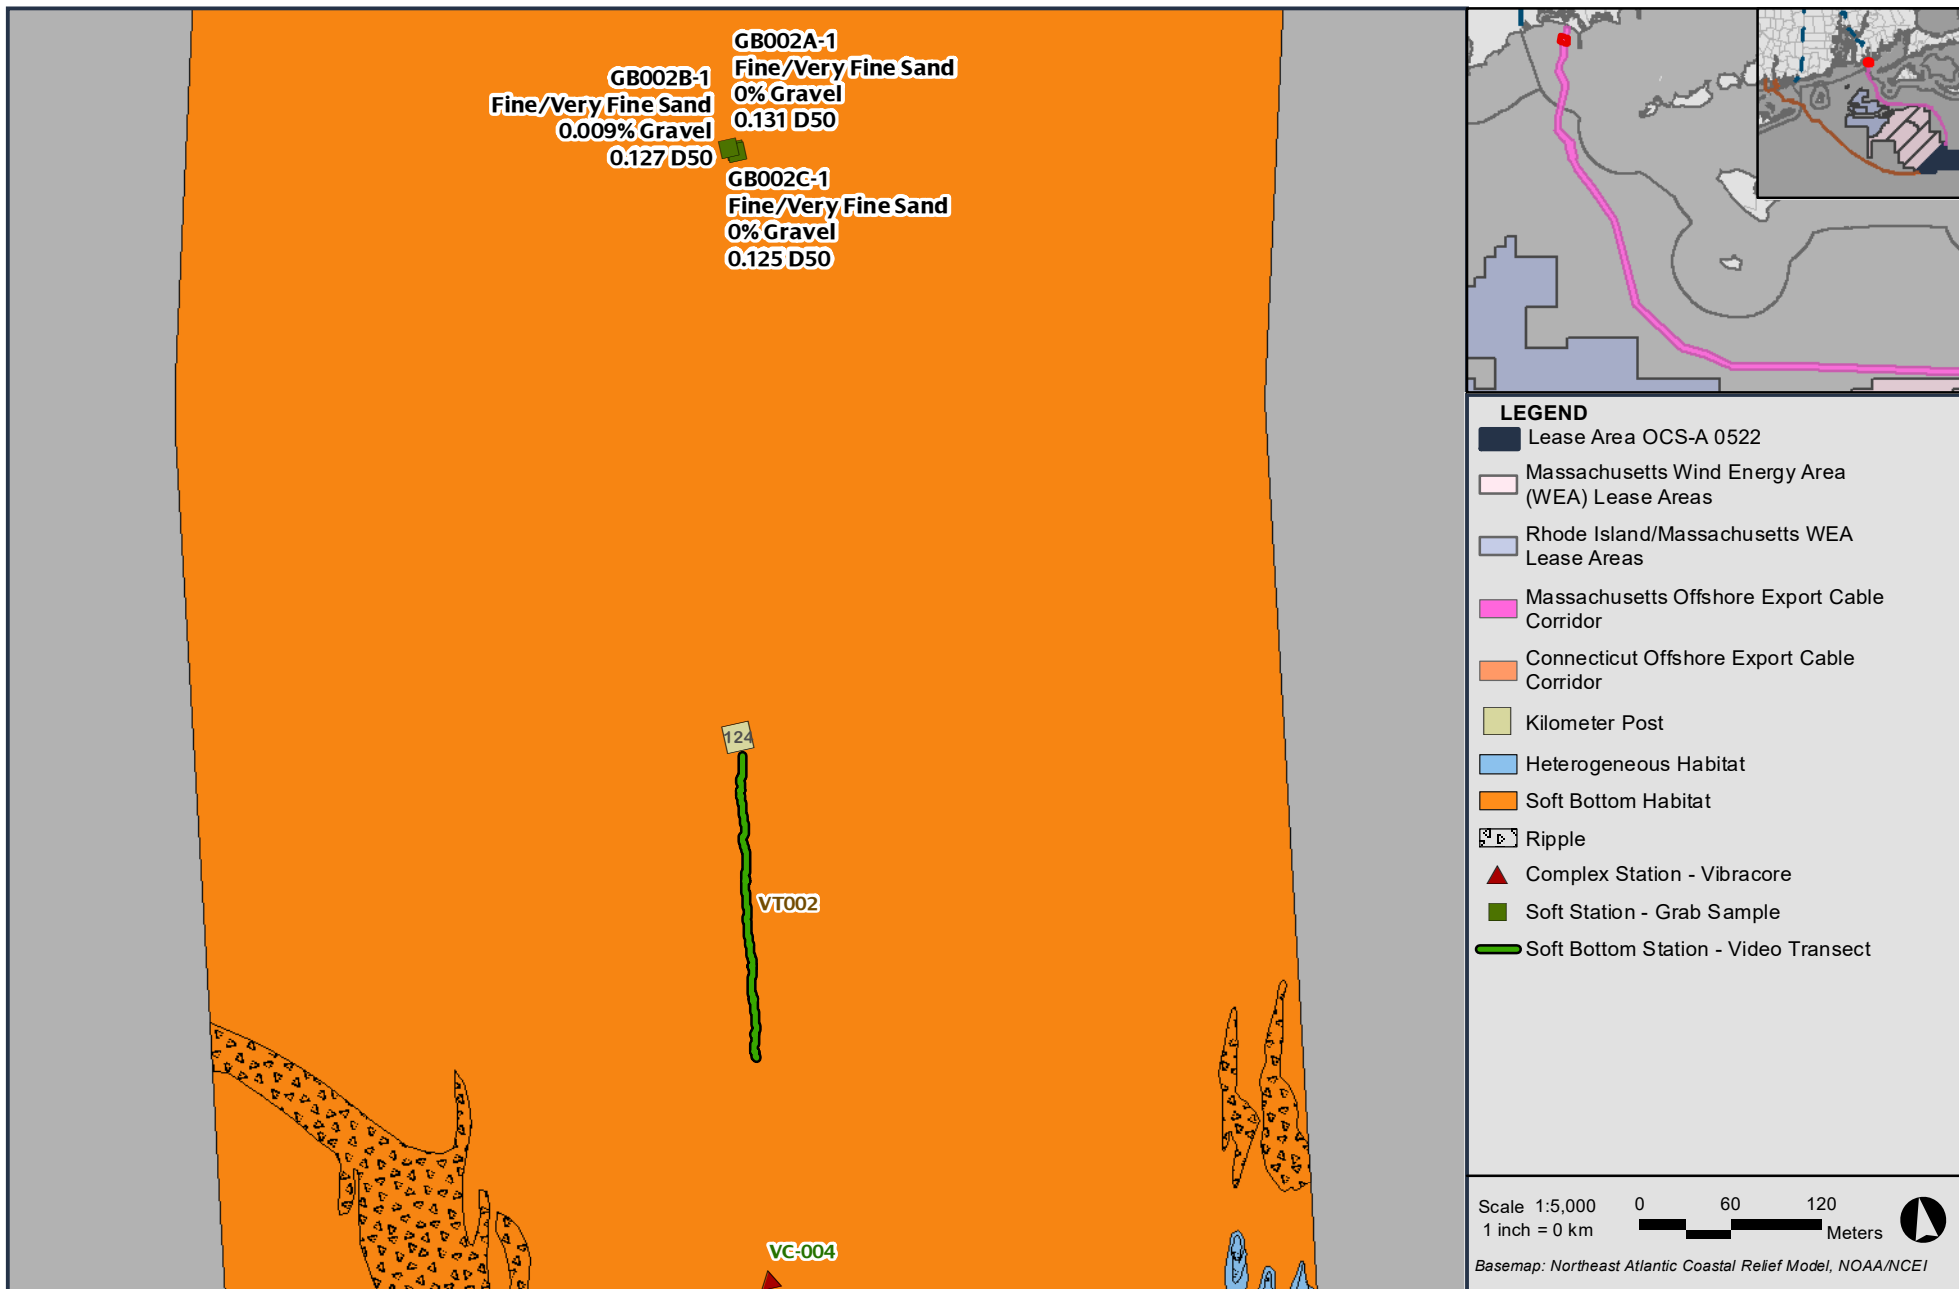 GB002A-1
Fine/Very Fine Sand
0% Gravel
0.131 D50
GB002B-1
Fine/Very Fine Sand
0.009% Gravel
0.127 D50
GB002C-1
Fine/Very Fine Sand
0% Gravel
0.125 D50
124
VT002
VC-004
LEGEND
Lease Area OCS-A 0522
Massachusetts Wind Energy Area
(WEA) Lease Areas
Rhode Island/Massachusetts WEA
Lease Areas
Massachusetts Offshore Export Cable
Corridor
Connecticut Offshore Export Cable
Corridor
Kilometer Post
Heterogeneous Habitat
Soft Bottom Habitat
Ripple
Complex Station - Vibracore
Soft Station - Grab Sample
Soft Bottom Station - Video Transect
Scale 1:5,000
1 inch = 0 km
0 60 120
Meters
Basemap: Northeast Atlantic Coastal Relief Model, NOAA/NCEI